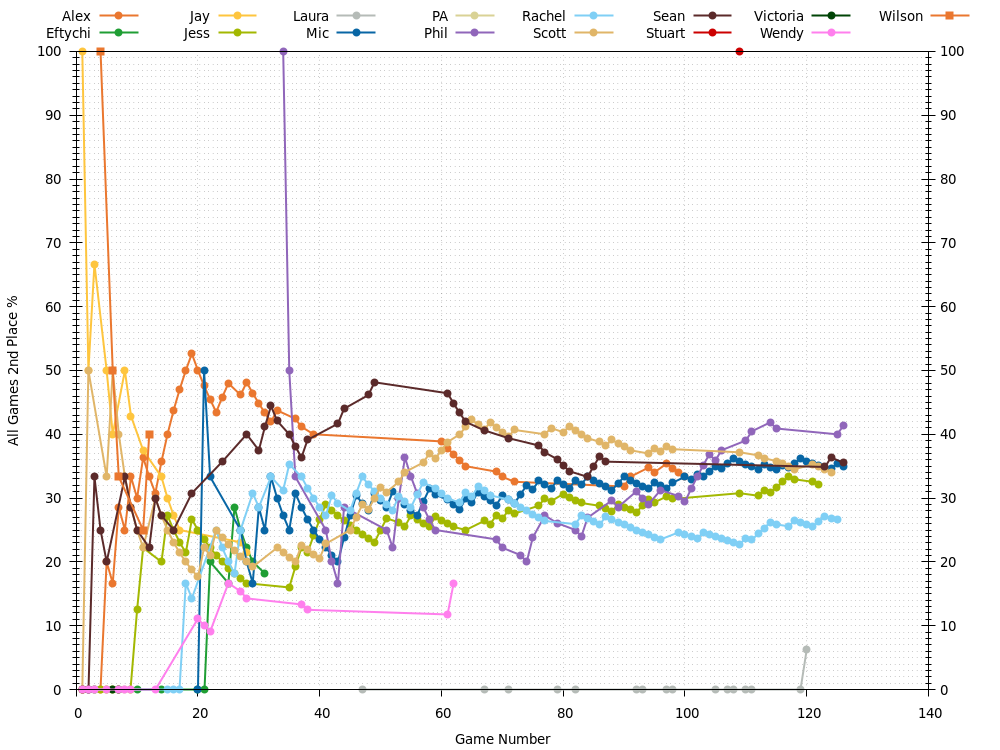 Alex Jay Laura PA Rachel Sean Victoria Wilson
Eftychi Jess Mic Phil Scott Stuart Wendy
100 100
90 90
80 80
70 70
60 60
50 50
40 40
30 30
20 20
10 10
0 0
0 20 40 60 80 100 120 140
All Games 2nd Place %
Game Number